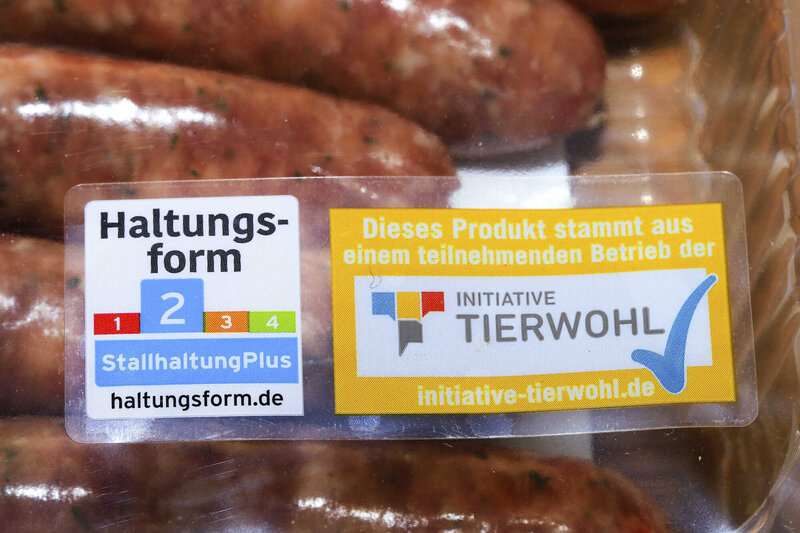 Haltungs-
form
1 2 3 4
StallhaltungPlus
haltungsform.de
Dieses Produkt stammt aus
einem teilnehmenden Betrieb der
INITIATIVE
TIERWOHL
initiative-tierwohl.de